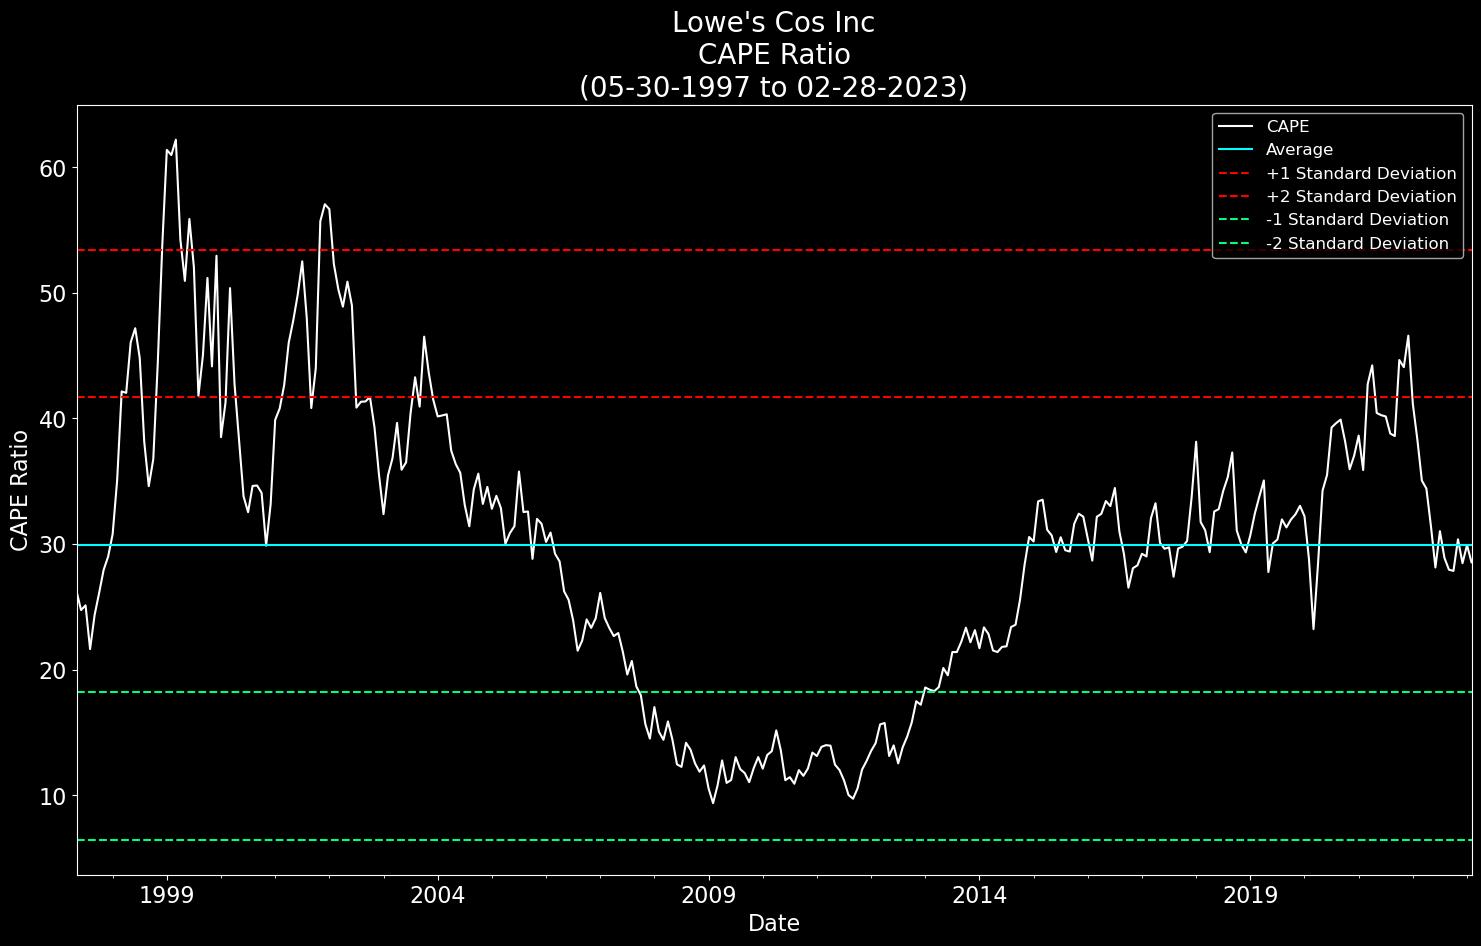 Lowe's Cos Inc
CAPE Ratio
(05-30-1997 to 02-28-2023)
CAPE
Average
+1 Standard Deviation
+2 Standard Deviation
-1 Standard Deviation
-2 Standard Deviation
60
50
40
30
20
10
CAPE Ratio
1999
2004
2009
2014
2019
Date